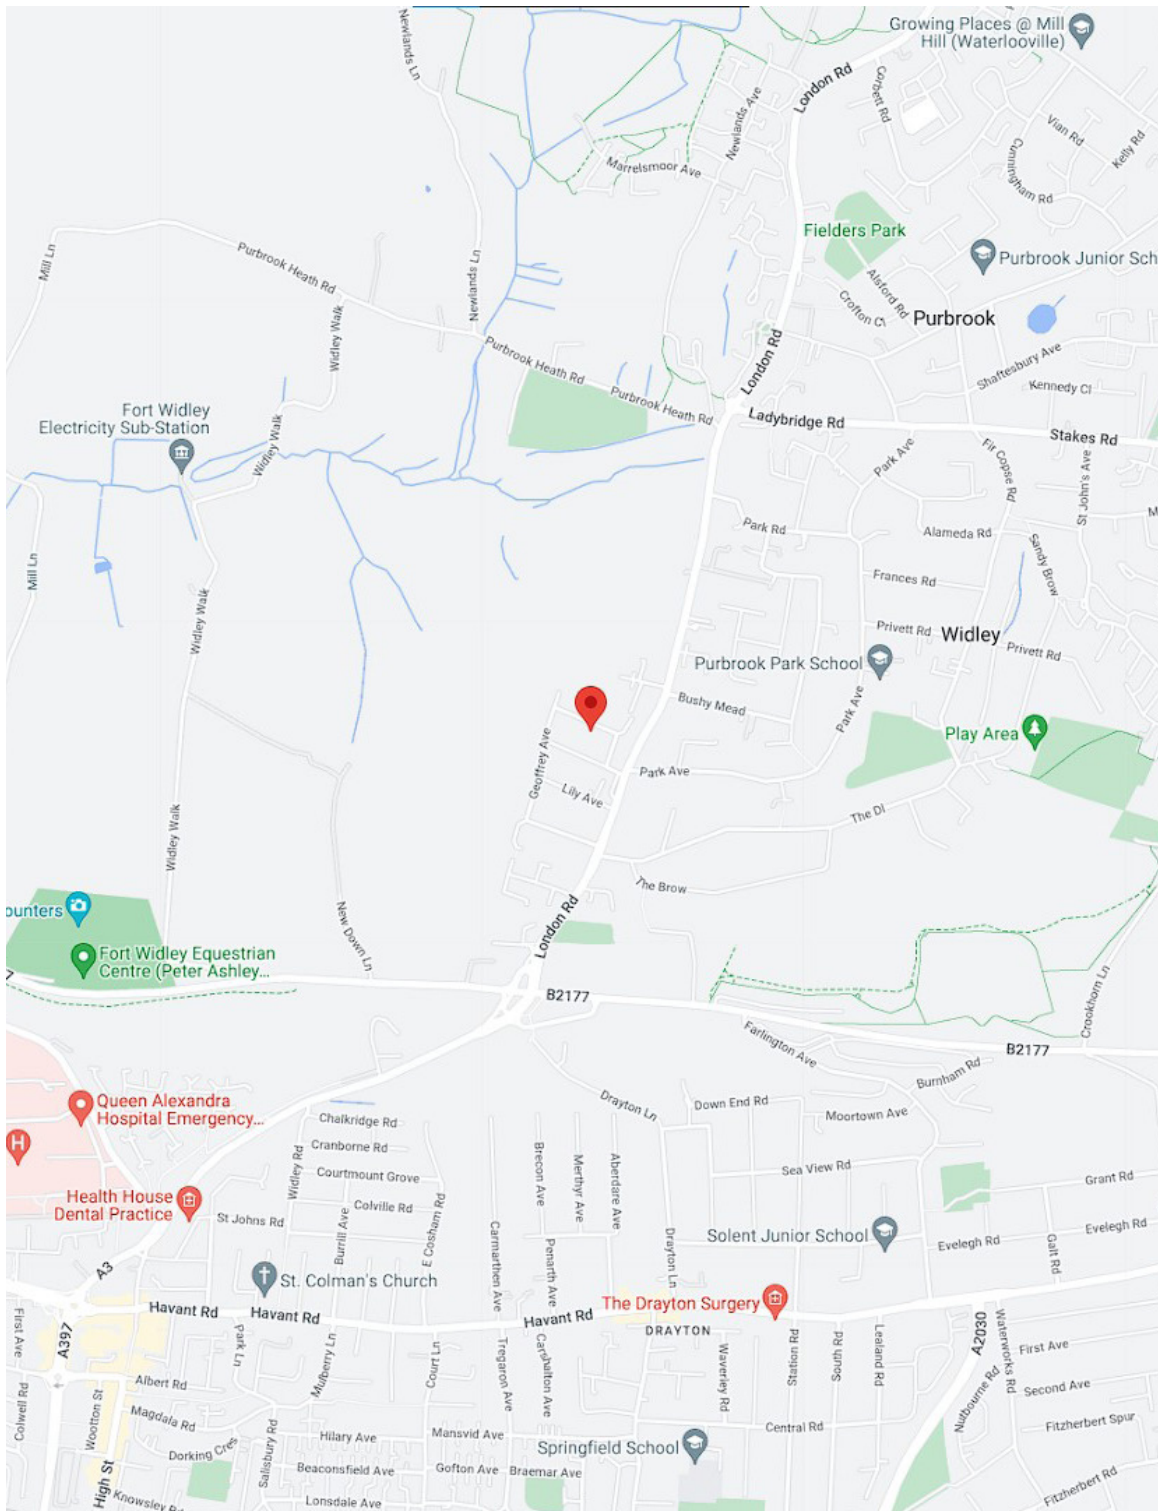 Growing Places @ Mill
Hill (Waterlooville)
Newlands Ln
London Rd
Corbett Rd
Newlands Ave
Vian Rd
Kelly Rd
Cunningham Rd
Marrelsmoor Ave
Fielders Park
Mill Ln
Purbrook Heath Rd
Newlands Ln
Purbrook Junior Sch
Alsford Rd
Crofton Cl
Purbrook
Widley Walk
Purbrook Heath Rd
London Rd
Shaftesbury Ave
Kennedy Cl
Purbrook Heath Rd
Fort Widley
Electricity Sub-Station
Widley Walk
Ladybridge Rd
Stakes Rd
Park Ave
Fir Copse Rd
St John's Ave
Park Rd
Alameda Rd
M
Mill Ln
Sandy Brow
Frances Rd
Widley Walk
Privett Rd
Widley
Privett Rd
Purbrook Park School
Bushy Mead
Park Ave
Play Area
Geoffrey Ave
Park Ave
Lily Ave
The Dl
Widley Walk
The Brow
ounters
New Down Ln
London Rd
Fort Widley Equestrian
Centre (Peter Ashley...
7
B2177
Crookhorn Ln
Farlington Ave
B2177
Burnham Rd
Queen Alexandra
Hospital Emergency...
Drayton Ln
Down End Rd
Moortown Ave
Chalkridge Rd
H
Cranborne Rd
Widley Rd
Courtmount Grove
Brecon Ave
Merthyr Ave
Aberdare Ave
Sea View Rd
Grant Rd
Health House
Dental Practice
Colville Rd
E Cosham Rd
St Johns Rd
Burrill Ave
Carmarthen Ave
Penarth Ave
Drayton Ln
Solent Junior School
Evelegh Rd
Evelegh Rd
Galt Rd
A3
St. Colman's Church
The Drayton Surgery
Havant Rd
Havant Rd
Havant Rd
DRAYTON
First Ave
A397
Park Ln
Mulberry Ln
Court Ln
Tregaron Ave
Carshalton Ave
Waverley Rd
Station Rd
South Rd
Lealand Rd
A2030
Waterworks Rd
First Ave
Albert Rd
Second Ave
Nutbourne Rd
Colwell Rd
Wootton St
Magdala Rd
Salisbury Rd
Hilary Ave
Mansvid Ave
Central Rd
Fitzherbert Spur
Dorking Cres
Springfield School
Beaconsfield Ave
Gofton Ave
Braemar Ave
High St
Knowsley Rd
Lonsdale Ave
Fitzherbert Rd